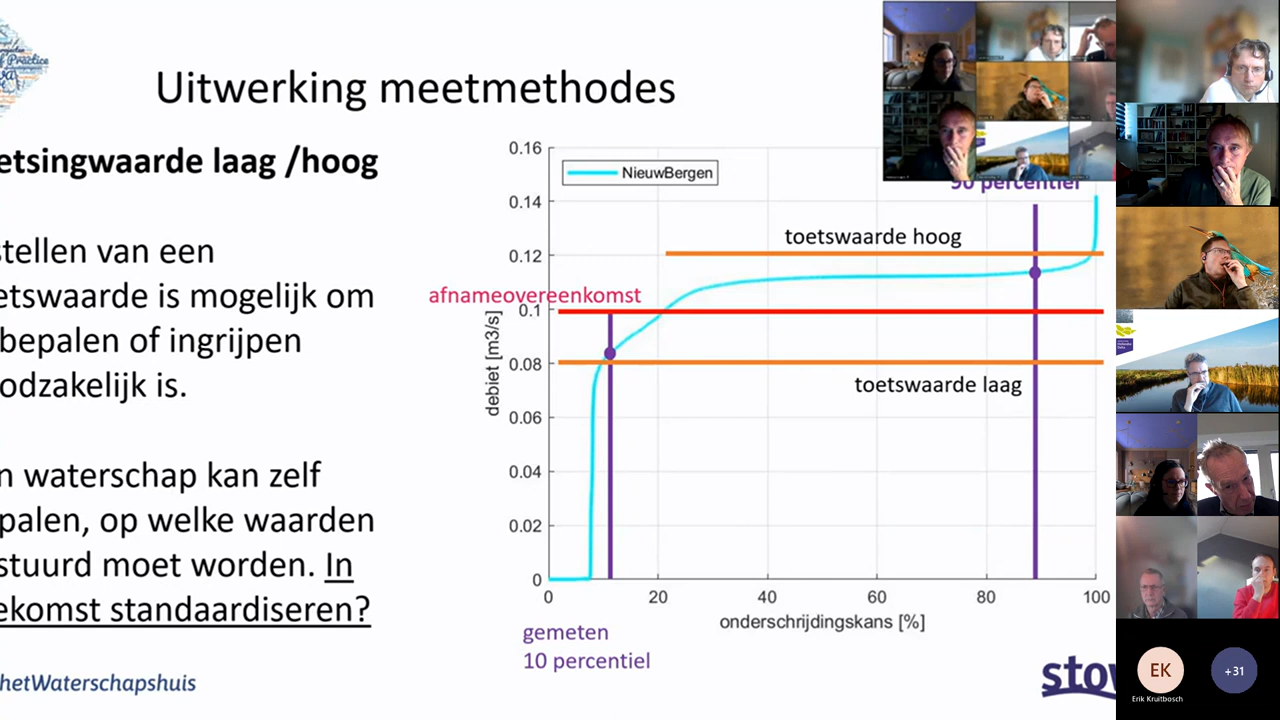 Uitwerking meetmethodes
etsingwaarde laag /hoog
stellen van een
etswaarde is mogelijk om
bepalen of ingrijpen
odzakelijk is.
n waterschap kan zelf
palen, op welke waarden
stuurd moet worden. In
ekomst standaardiseren?
hetWaterschapshuis
0.16
0.14
0.12
0.1
0.08
0.06
0.04
0.02
0
debiet [m3/s]
NieuwBergen
90 percentiel
toetswaarde hoog
afnameovereenkomst
toetswaarde laag
0 20 40 60 80 100
onderschrijdingskans [%]
gemeten
10 percentiel
stow
EK
Erik Kruitbosch
+31